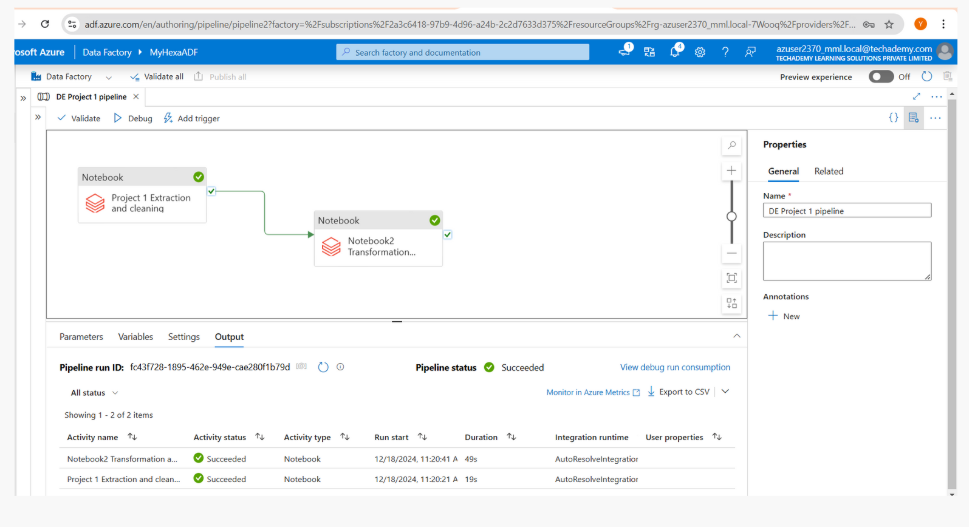 adf.azure.com/en/authoring/pipeline/pipeline2?factory=%2Fsubscriptions%2F2a3c6418-97b9-4d96-a24b-2c2d7633d375%2FresourceGroups%2Frg-azuser2370_mml.local-7Wooq%2Fproviders%2F...
Y
osoft Azure Data Factory MyHexaADF Search factory and documentation 1 4 azuser2370_mml.local@techademy.com
TECHADEMY LEARNING SOLUTIONS PRIVATE LIMITED
Data Factory Validate all Publish all Preview experience Off
DE Project 1 pipeline
Validate Debug Add trigger
Notebook
Project 1 Extraction
and cleaning
Notebook
Notebook2
Transformation...
Properties
General Related
Name *
DE Project 1 pipeline
Description
Annotations
New
Parameters Variables Settings Output
Pipeline run ID: fc43f728-1895-462e-949e-cae280f1b79d Pipeline status Succeeded View debug run consumption
All status Monitor in Azure Metrics Export to CSV
Showing 1 - 2 of 2 items
Activity name Activity status Activity type Run start Duration Integration runtime User properties
Notebook2 Transformation a... Succeeded Notebook 12/18/2024, 11:20:41 A 49s AutoResolveIntegration
Project 1 Extraction and clean... Succeeded Notebook 12/18/2024, 11:20:21 A 19s AutoResolveIntegration